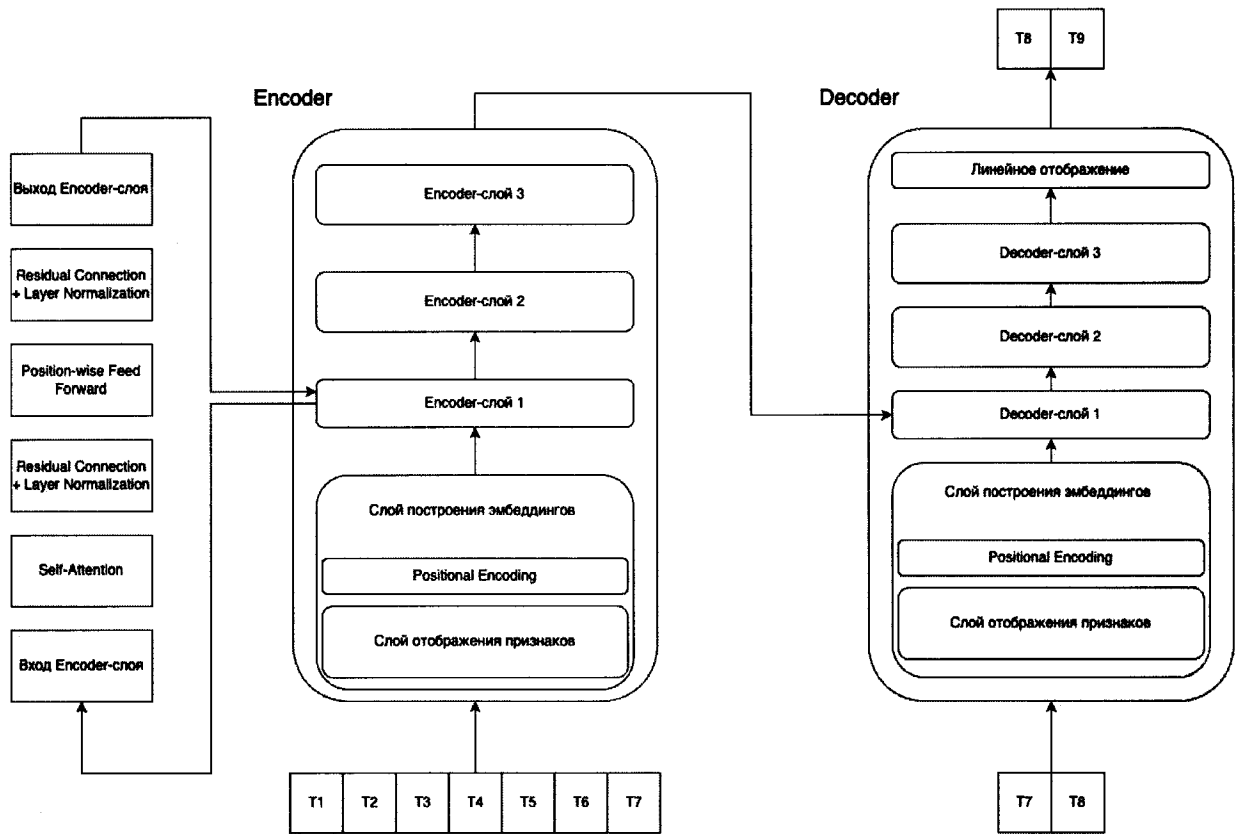 T8 T9
Encoder
Decoder
Выход Encoder-слоя
Residual Connection
+ Layer Normalization
Position-wise Feed
Forward
Residual Connection
+ Layer Normalization
Self-Attention
Вход Encoder-слоя
Encoder-слой 3
Encoder-слой 2
Encoder-слой 1
Слой построения эмбеддингов
Positional Encoding
Слой отображения признаков
T1 T2 T3 T4 T5 T6 T7
Линейное отображение
Decoder-слой 3
Decoder-слой 2
Decoder-слой 1
Слой построения эмбеддингов
Positional Encoding
Слой отображения признаков
T7 T8